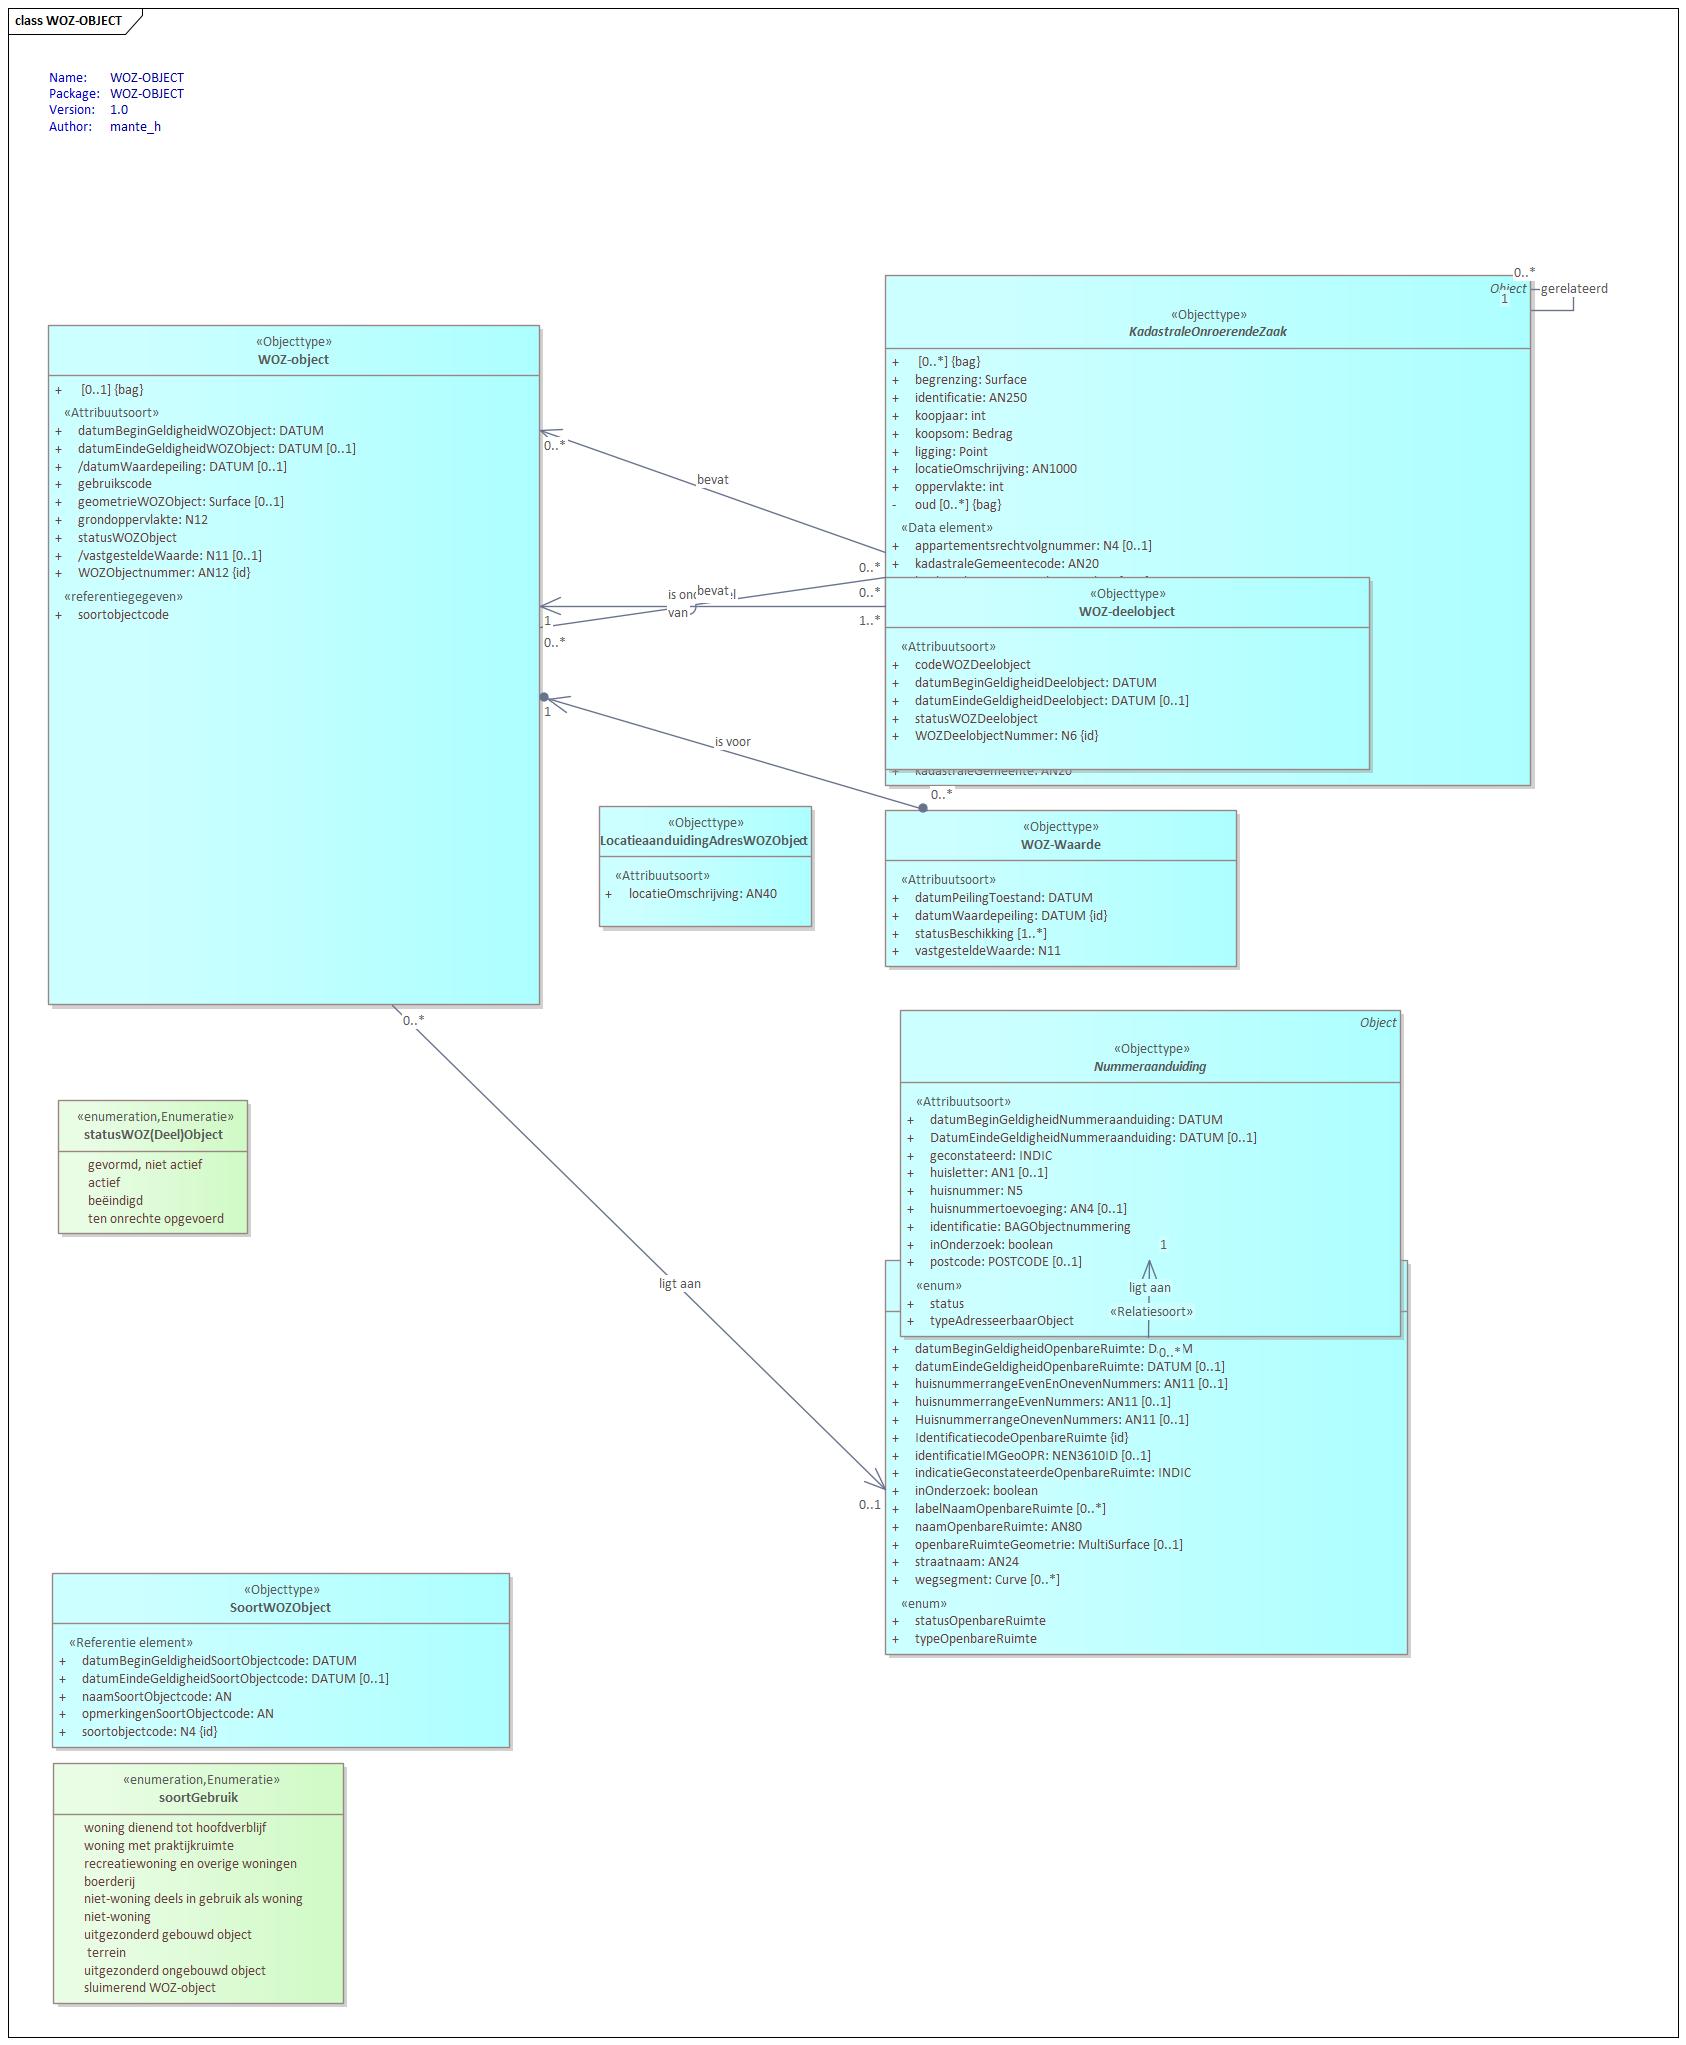 class WOZ-OBJECT
Name: WOZ-OBJECT
Package: WOZ-OBJECT
Version: 1.0
Author: mante_h
«Objecttype»
WOZ-object
+ [0..1] {bag}
«Attribuutsoort»
+ datumBeginGeldigheidWOZObject: DATUM
+ datumEindeGeldigheidWOZObject: DATUM [0..1]
+ /datumWaardepeiling: DATUM [0..1]
+ gebruikscode
+ geometrieWOZObject: Surface [0..1]
+ grondoppervlakte: N12
+ statusWOZObject
+ /vastgesteldeWaarde: N11 [0..1]
+ WOZObjectnummer: AN12 {id}
«referentiegegeven»
+ soortobjectcode
0..*
Object
1
gerelateerd
«Objecttype»
KadastraleOnroerendeZaak
+ [0..*] {bag}
+ begrenzing: Surface
+ identificatie: AN250
+ koopjaar: int
+ koopsom: Bedrag
+ ligging: Point
+ locatieOmschrijving: AN1000
+ oppervlakte: int
- oud [0..*] {bag}
«Data element»
+ appartementsrechtvolgnummer: N4 [0..1]
+ kadastraleGemeentecode: AN20
+ kadastraleGemeente: AN20
0..*
bevat
0..*
0..*
bevat
van
1
0..*
1..*
«Objecttype»
WOZ-deelobject
«Attribuutsoort»
+ codeWOZDeelobject
+ datumBeginGeldigheidDeelobject: DATUM
+ datumEindeGeldigheidDeelobject: DATUM [0..1]
+ statusWOZDeelobject
+ WOZDeelobjectNummer: N6 {id}
1
is voor
0..*
«Objecttype»
LocatieaanduidingAdresWOZObject
«Attribuutsoort»
+ locatieOmschrijving: AN40
«Objecttype»
WOZ-Waarde
«Attribuutsoort»
+ datumPeilingToestand: DATUM
+ datumWaardepeiling: DATUM {id}
+ statusBeschikking [1..*]
+ vastgesteldeWaarde: N11
0..*
ligt aan
0..1
Object
«Objecttype»
Nummeraanduiding
«Attribuutsoort»
+ datumBeginGeldigheidNummeraanduiding: DATUM
+ DatumEindeGeldigheidNummeraanduiding: DATUM [0..1]
+ geconstateerd: INDIC
+ huisletter: AN1 [0..1]
+ huisnummer: N5
+ huisnummertoevoeging: AN4 [0..1]
+ identificatie: BAGObjectnummering
+ inOnderzoek: boolean
+ postcode: POSTCODE [0..1]
«enum»
+ status
+ typeAdresseerbaarObject
1
ligt aan
«Relatiesoort»
0..*
+ datumBeginGeldigheidOpenbareRuimte:
+ datumEindeGeldigheidOpenbareRuimte: DATUM [0..1]
+ huisnummerrangeEvenEnOnevenNummers: AN11 [0..1]
+ huisnummerrangeEvenNummers: AN11 [0..1]
+ HuisnummerrangeOnevenNummers: AN11 [0..1]
+ IdentificatiecodeOpenbareRuimte {id}
+ identificatieIMGeoOPR: NEN3610ID [0..1]
+ indicatieGeconstateerdeOpenbareRuimte: INDIC
+ inOnderzoek: boolean
+ labelNaamOpenbareRuimte [0..*]
+ naamOpenbareRuimte: AN80
+ openbareRuimteGeometrie: MultiSurface [0..1]
+ straatnaam: AN24
+ wegsegment: Curve [0..*]
«enum»
+ statusOpenbareRuimte
+ typeOpenbareRuimte
«enumeration,Enumeratie»
statusWOZ(Deel)Object
gevormd, niet actief
actief
beëindigd
ten onrechte opgevoerd
«Objecttype»
SoortWOZObject
«Referentie element»
+ datumBeginGeldigheidSoortObjectcode: DATUM
+ datumEindeGeldigheidSoortObjectcode: DATUM [0..1]
+ naamSoortObjectcode: AN
+ opmerkingenSoortObjectcode: AN
+ soortobjectcode: N4 {id}
«enumeration,Enumeratie»
soortGebruik
woning dienend tot hoofdverblijf
woning met praktijkruimte
recreatiewoning en overige woningen
boerderij
niet-woning deels in gebruik als woning
niet-woning
uitgezonderd gebouwd object
terrein
uitgezonderd ongebouwd object
sluimerend WOZ-object